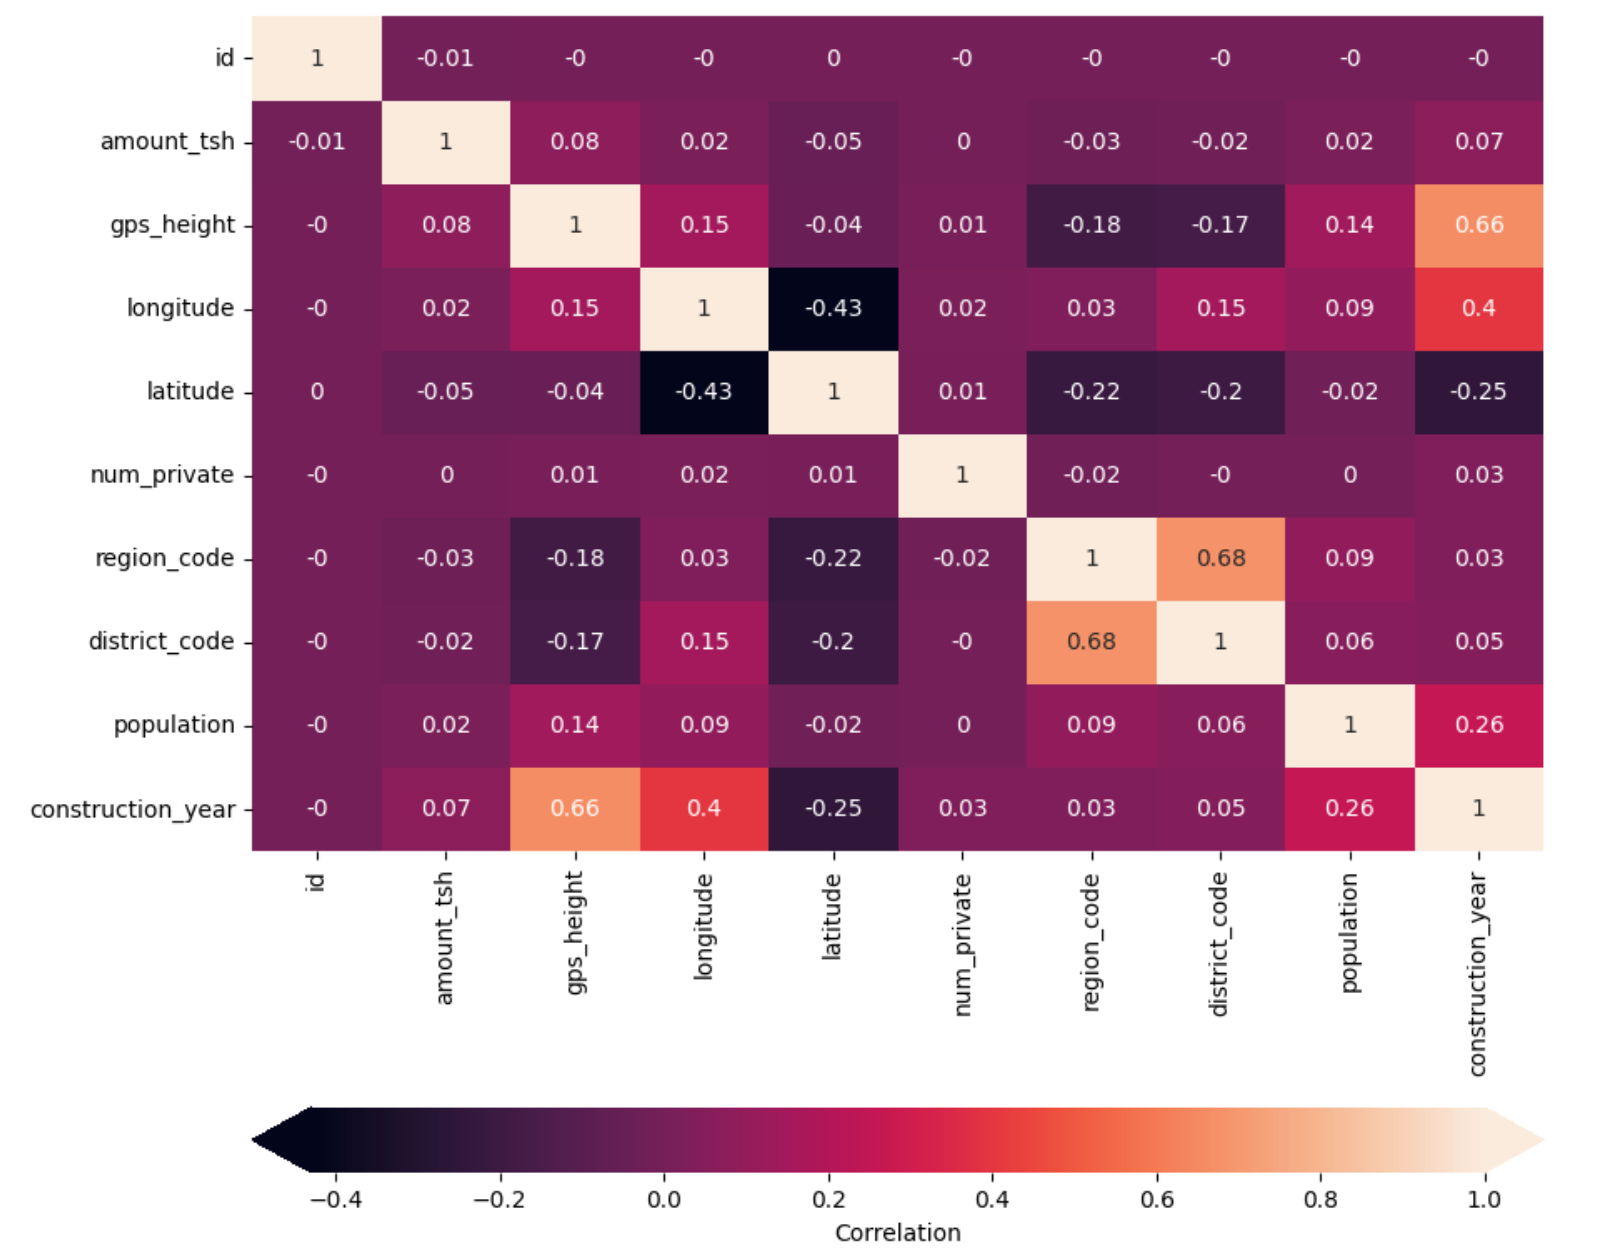 id 1 -0.01 -0 -0 0 -0 -0 -0 -0 -0
amount_tsh -0.01 1 0.08 0.02 -0.05 0 -0.03 -0.02 0.02 0.07
gps_height -0 0.08 1 0.15 -0.04 0.01 -0.18 -0.17 0.14 0.66
longitude -0 0.02 0.15 1 -0.43 0.02 0.03 0.15 0.09 0.4
latitude 0 -0.05 -0.04 -0.43 1 0.01 -0.22 -0.2 -0.02 -0.25
num_private -0 0 0.01 0.02 0.01 1 -0.02 -0 0 0.03
region_code -0 -0.03 -0.18 0.03 -0.22 -0.02 1 0.68 0.09 0.03
district_code -0 -0.02 -0.17 0.15 -0.2 -0 0.68 1 0.06 0.05
population -0 0.02 0.14 0.09 -0.02 0 0.09 0.06 1 0.26
construction_year -0 0.07 0.66 0.4 -0.25 0.03 0.03 0.05 0.26 1
id amount_tsh gps_height longitude latitude num_private region_code district_code population construction_year
−0.4 −0.2 0.0 0.2 0.4 0.6 0.8 1.0
Correlation